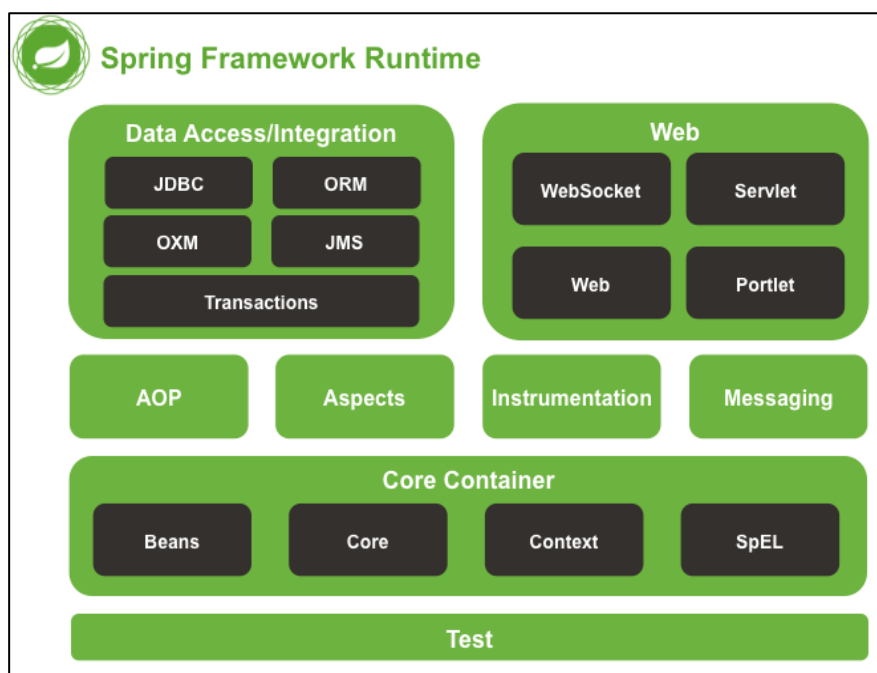 Spring Framework Runtime
Data Access/Integration
JDBC
ORM
OXM
JMS
Transactions
Web
WebSocket
Servlet
Web
Portlet
AOP
Aspects
Instrumentation
Messaging
Core Container
Beans
Core
Context
SpEL
Test